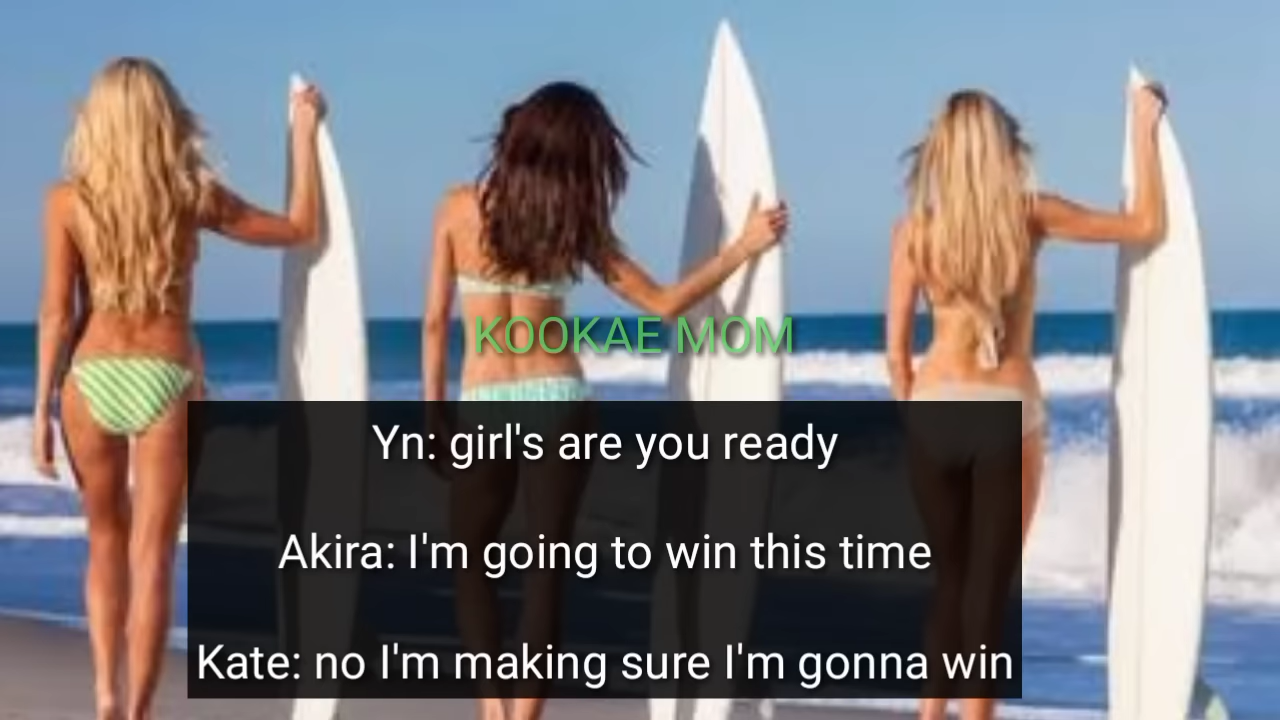 KOOKAE MOM
Yn: girl's are you ready
Akira: I'm going to win this time
Kate: no I'm making sure I'm gonna win